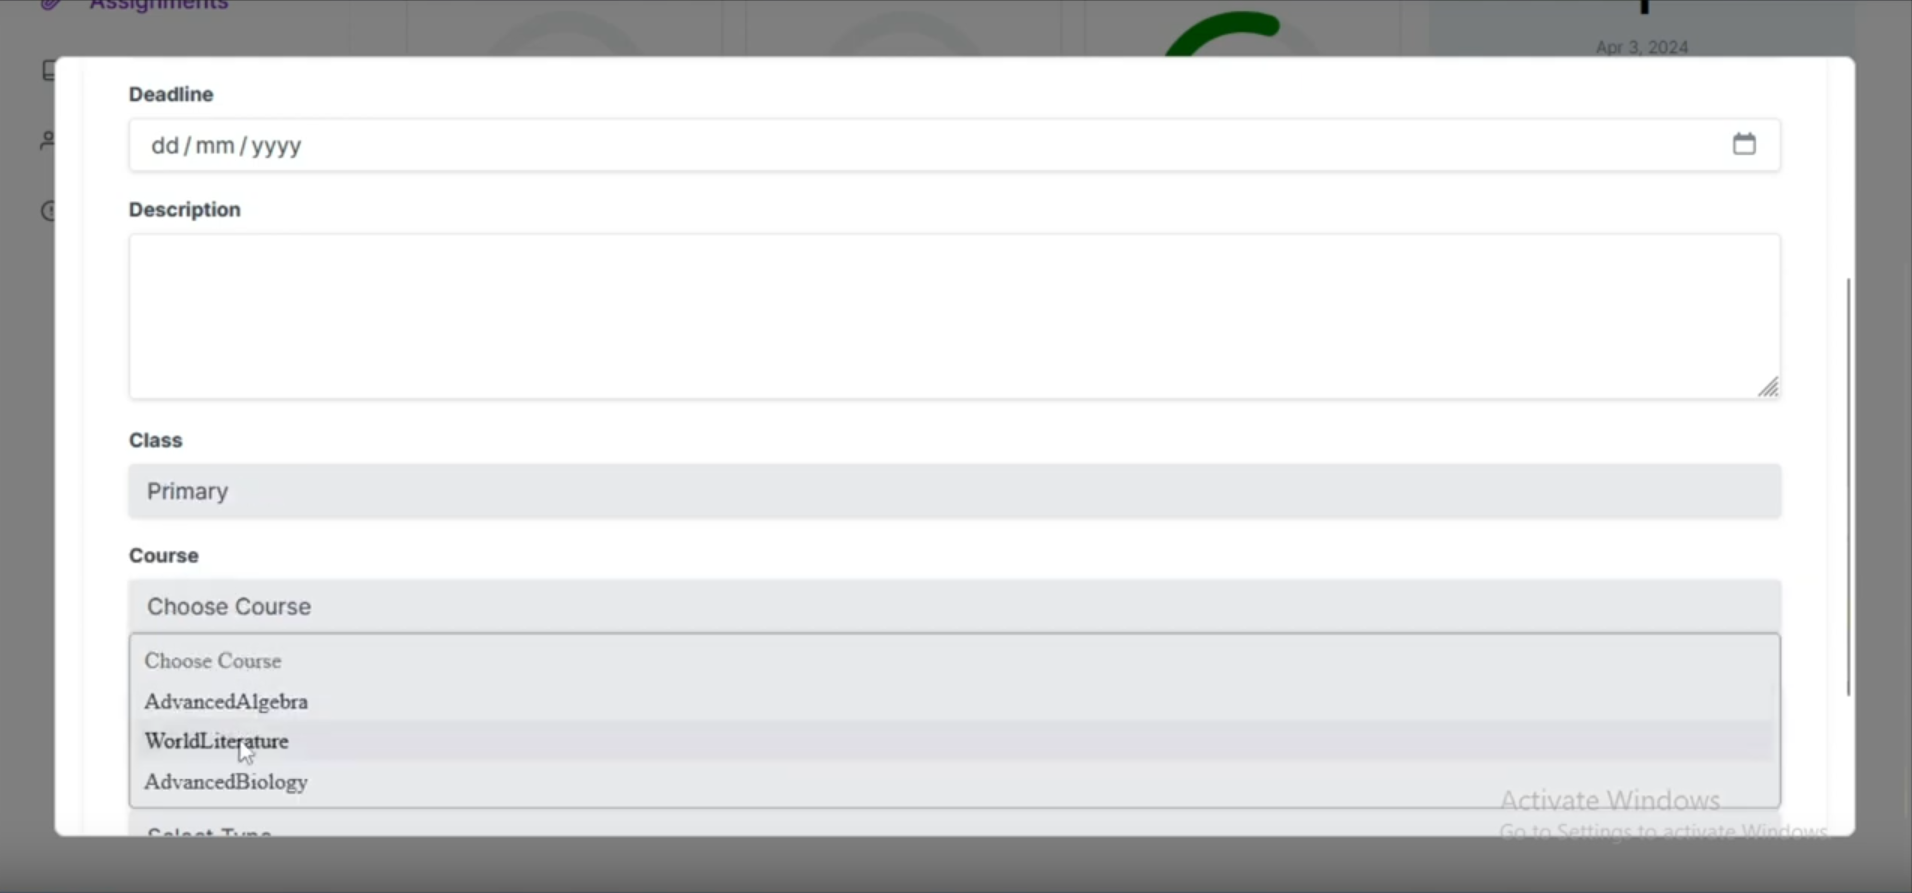 Assignments
Apr 3, 2024
Deadline
dd/mm/yyyy
Description
Class
Primary
Course
Choose Course
Choose Course
AdvancedAlgebra
WorldLiterature
AdvancedBiology
Select Type
Activate Windows
Go to Settings to activate Windows.